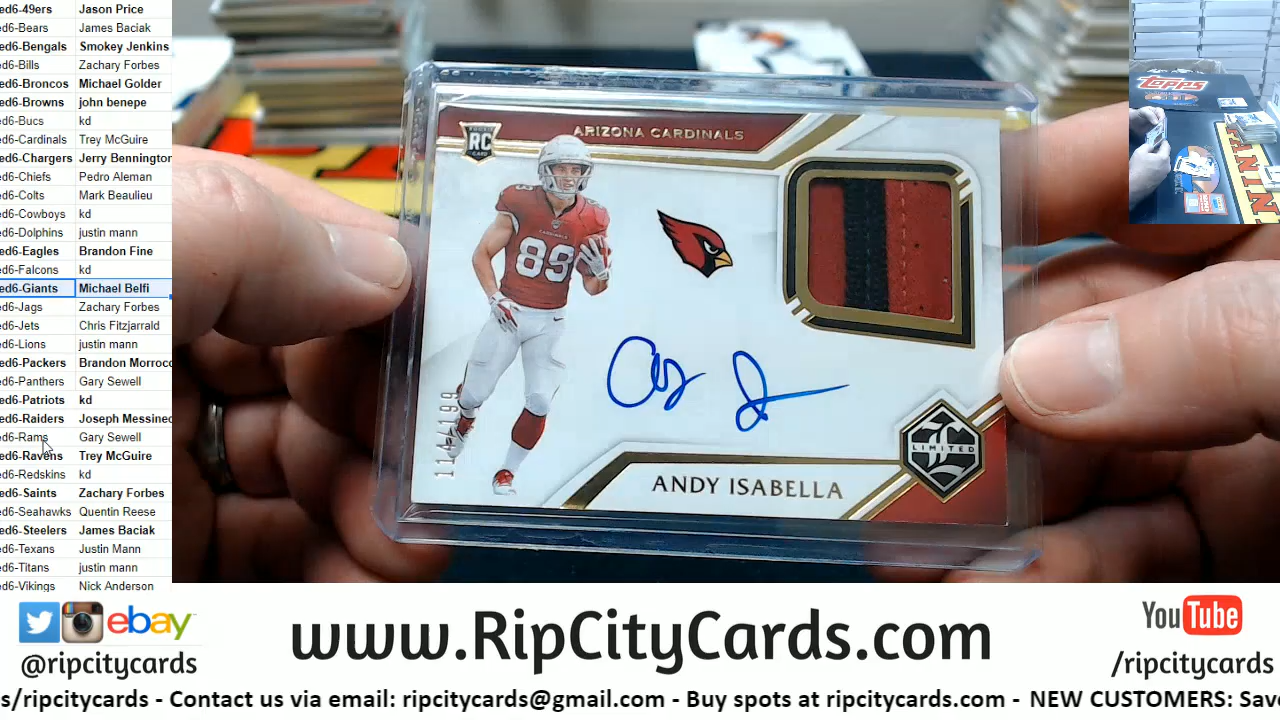 ed6-49ers Jason Price
ed6-Bears James Baciak
ed6-Bengals Smokey Jenkins
ed6-Bills Zachary Forbes
ed6-Broncos Michael Golder
ed6-Browns john benepe
ed6-Bucs kd
ed6-Cardinals Trey McGuire
ed6-Chargers Jerry Bennington
ed6-Chiefs Pedro Aleman
ed6-Colts Mark Beaulieu
ed6-Cowboys kd
ed6-Dolphins justin mann
ed6-Eagles Brandon Fine
ed6-Falcons kd
ed6-Giants Michael Belfi
ed6-Jags Zachary Forbes
ed6-Jets Chris Fitzjarrald
ed6-Lions justin mann
ed6-Packers Brandon Morroc
ed6-Panthers Gary Sewell
ed6-Patriots kd
ed6-Raiders Joseph Messinec
ed6-Rams Gary Sewell
ed6-Ravens Trey McGuire
ed6-Redskins kd
ed6-Saints Zachary Forbes
ed6-Seahawks Quentin Reese
ed6-Steelers James Baciak
ed6-Texans Justin Mann
ed6-Titans justin mann
ed6-Vikings Nick Anderson
RC
CARD
ARIZONA CARDINALS
CARDINALS
89
114/199
LIMITED
ANDY ISABELLA
Topps
PANINI
ebay
@ripcitycards
www.RipCityCards.com
YouTube
/ripcitycards
s/ripcitycards - Contact us via email: ripcitycards@gmail.com - Buy spots at ripcitycards.com - NEW CUSTOMERS: Save